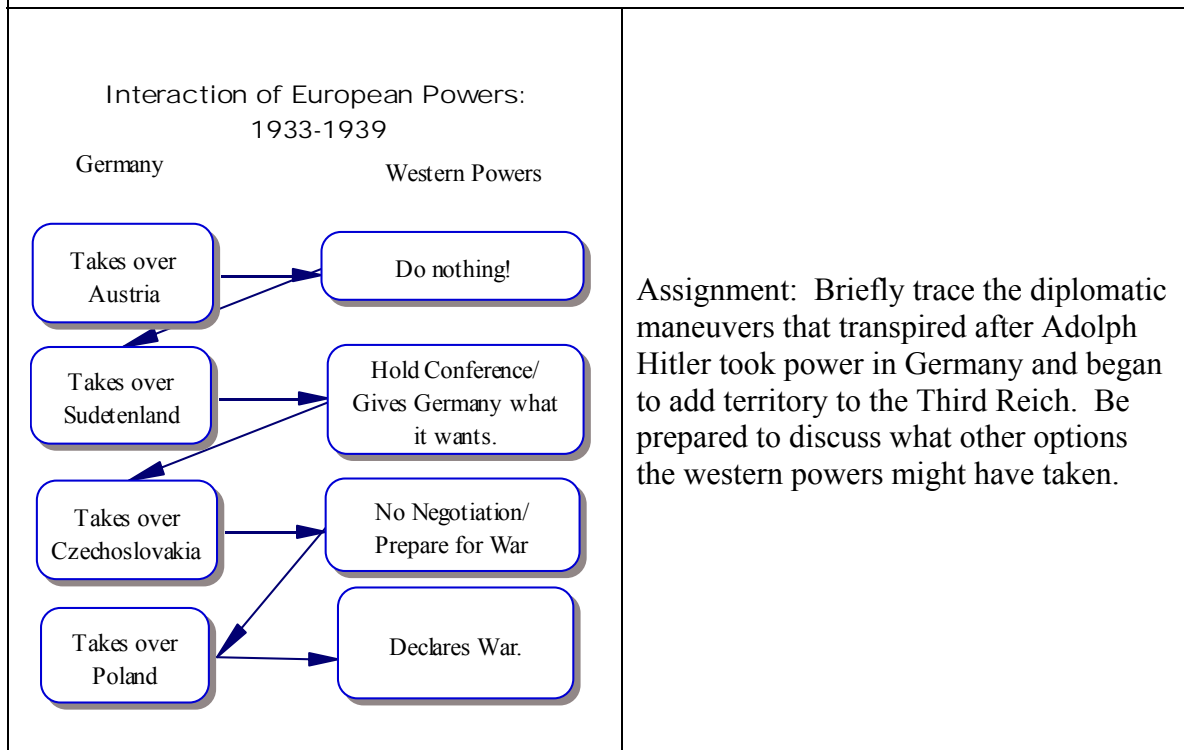 Interaction of European Powers:
1933-1939
Germany
Western Powers
Takes over
Austria
Do nothing!
Takes over
Sudetenland
Hold Conference/
Gives Germany what
it wants.
Takes over
Czechoslovakia
No Negotiation/
Prepare for War
Takes over
Poland
Declares War.
Assignment: Briefly trace the diplomatic
maneuvers that transpired after Adolph
Hitler took power in Germany and began
to add territory to the Third Reich. Be
prepared to discuss what other options
the western powers might have taken.